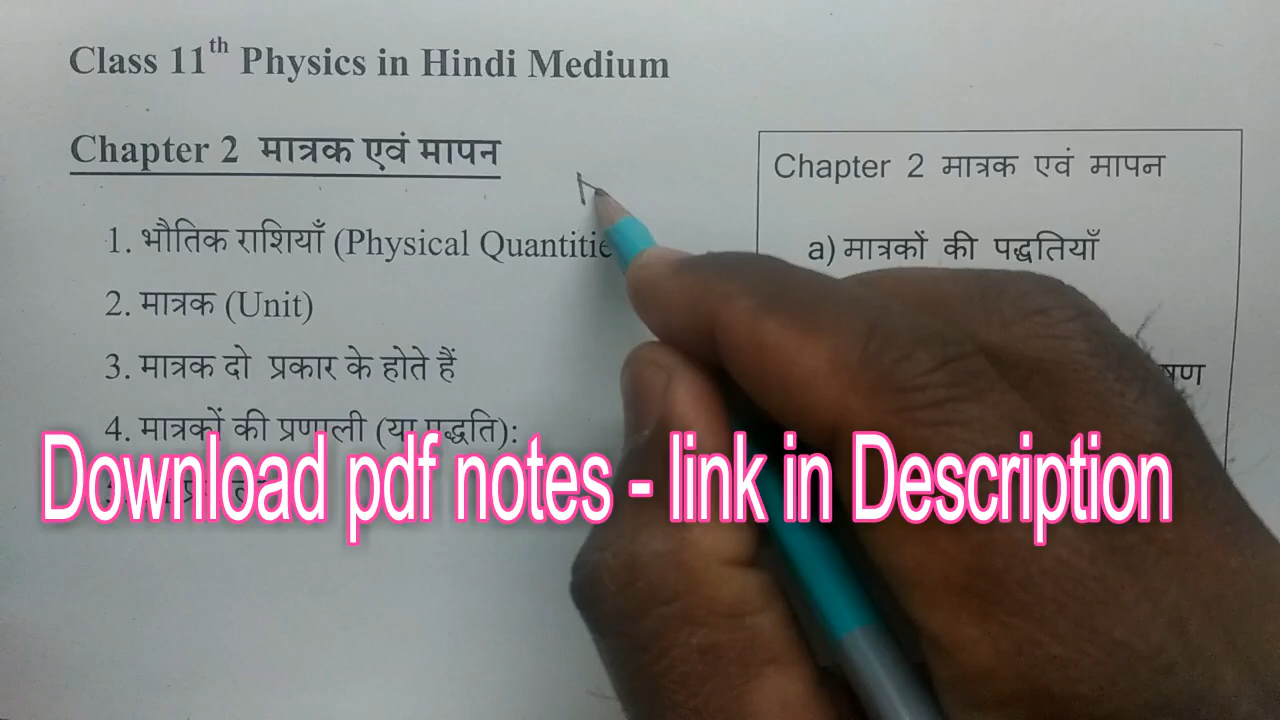 Class 11th Physics in Hindi Medium
Chapter 2 मात्रक एवं मापन
1. भौतिक राशियाँ (Physical Quantitie
2. मात्रक (Unit)
3. मात्रक दो प्रकार के होते हैं
4. मात्रकों की प्रणाली (या पद्धति):
Chapter 2 मात्रक एवं मापन
a) मात्रकों की पद्धतियाँ
Download pdf notes - link in Description